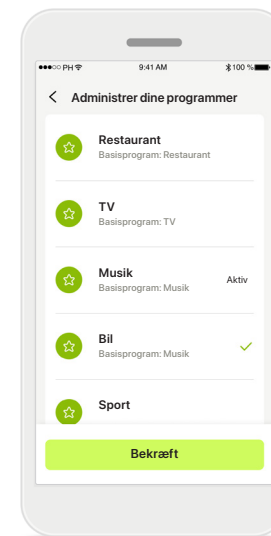 PH 9:41 AM 100 %
Administrer dine programmer
Restaurant
Basisprogram: Restaurant
TV
Basisprogram: TV
Musik
Basisprogram: Musik
Aktiv
Bil
Basisprogram: Musik
Sport
Bekræft